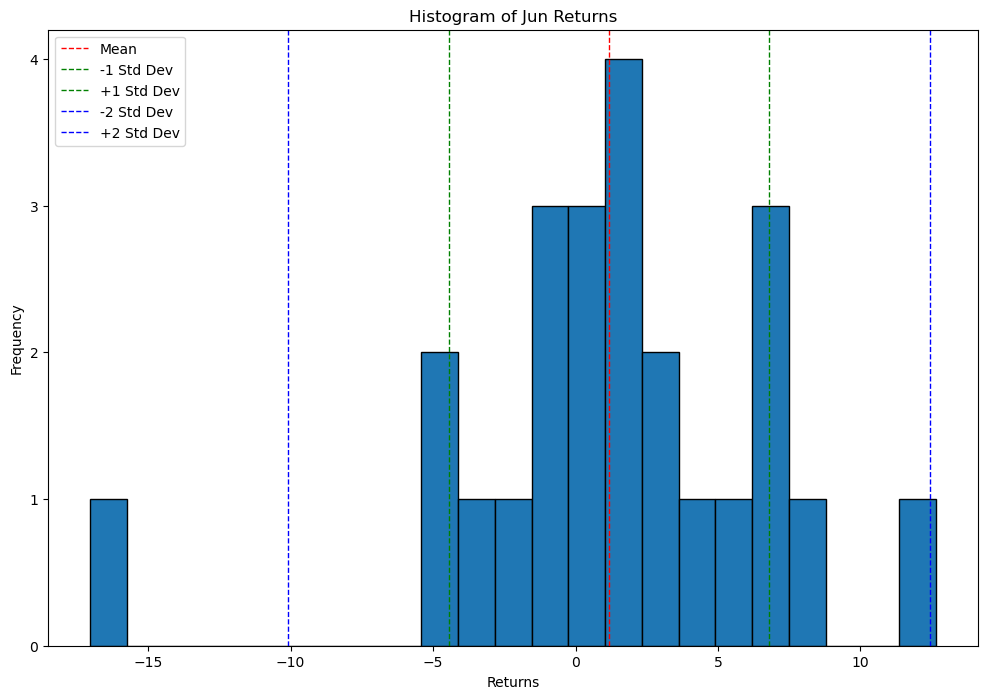 Histogram of Jun Returns
Mean
-1 Std Dev
+1 Std Dev
-2 Std Dev
+2 Std Dev
4
3
2
1
0
Frequency
−15
−10
−5
0
5
10
Returns